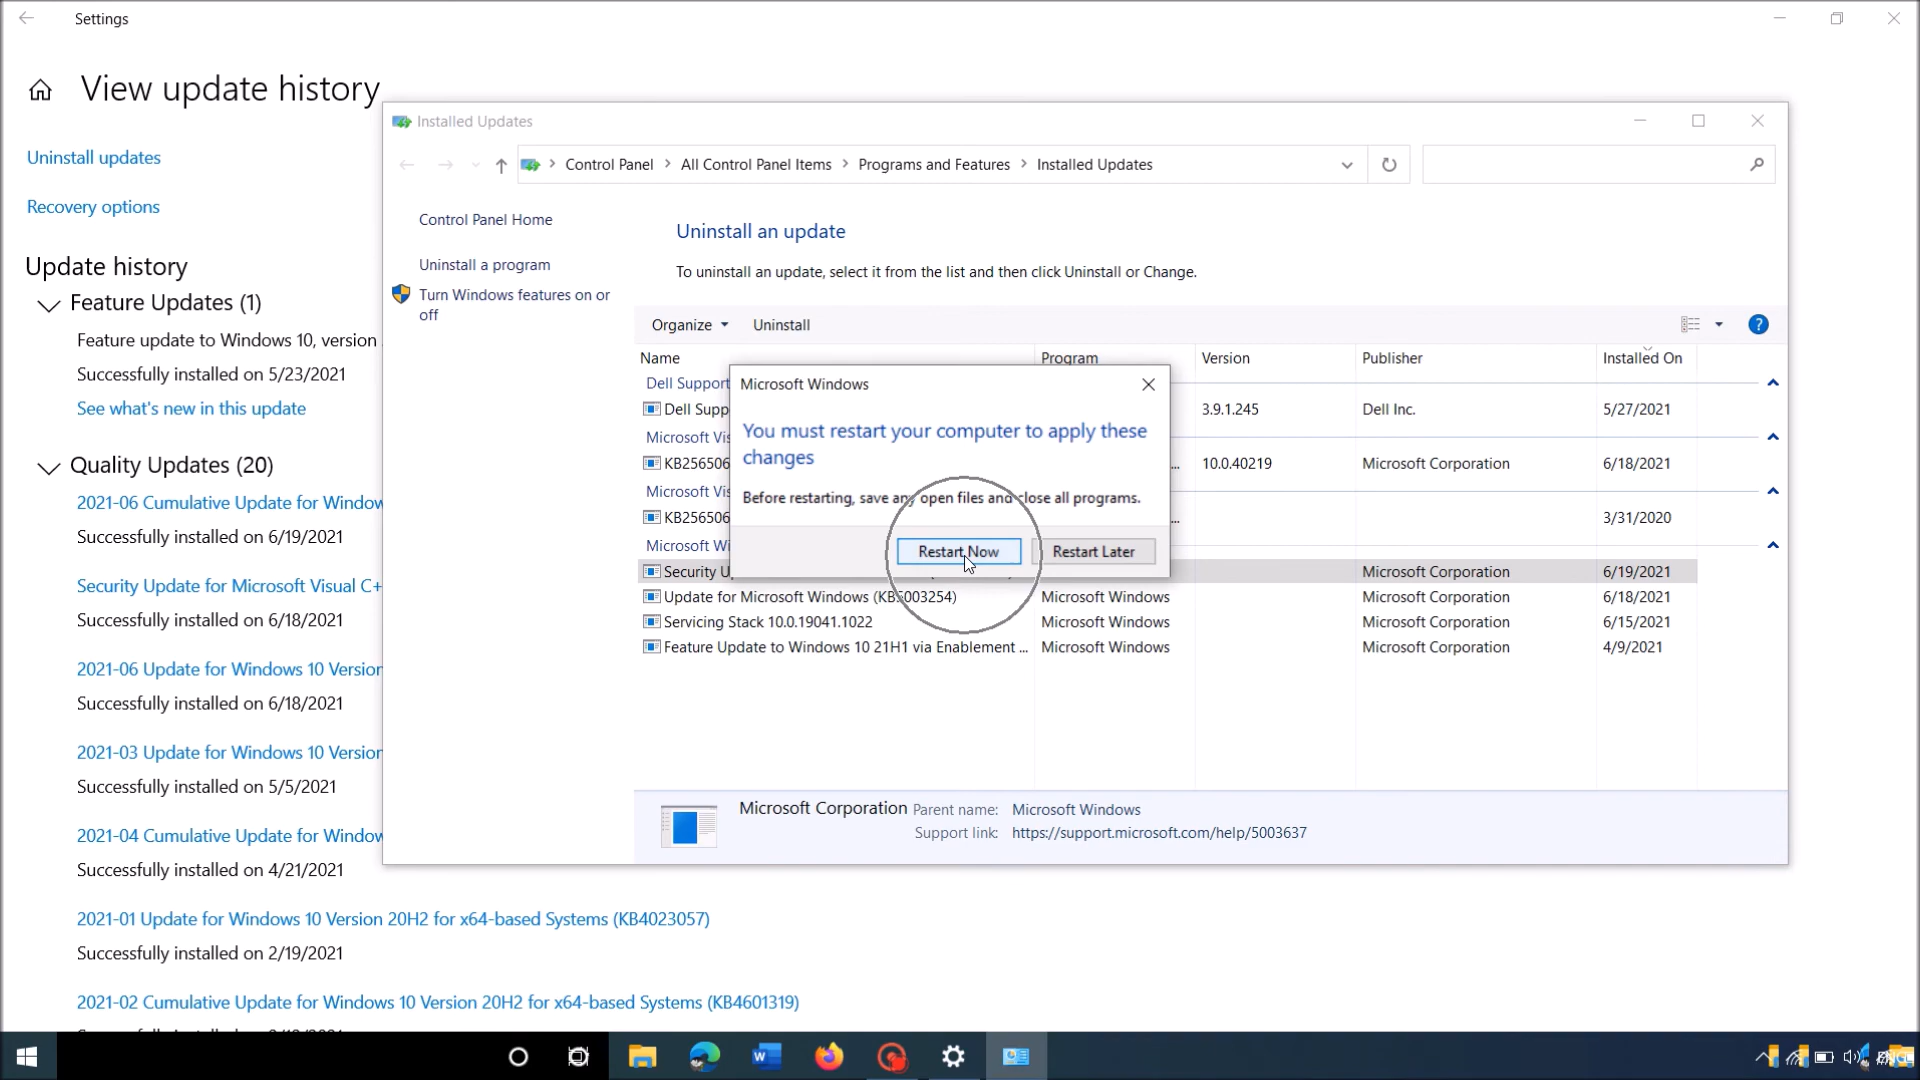 Settings
View update history
Uninstall updates
Recovery options
Update history
Feature Updates (1)
Feature update to Windows 10, version
Successfully installed on 5/23/2021
See what's new in this update
Quality Updates (20)
2021-06 Cumulative Update for Window
Successfully installed on 6/19/2021
Security Update for Microsoft Visual C+
Successfully installed on 6/18/2021
2021-06 Update for Windows 10 Version
Successfully installed on 6/18/2021
2021-03 Update for Windows 10 Version
Successfully installed on 5/5/2021
2021-04 Cumulative Update for Window
Successfully installed on 4/21/2021
2021-01 Update for Windows 10 Version 20H2 for x64-based Systems (KB4023057)
Successfully installed on 2/19/2021
2021-02 Cumulative Update for Windows 10 Version 20H2 for x64-based Systems (KB4601319)
Installed Updates
Control Panel > All Control Panel Items > Programs and Features > Installed Updates
Control Panel Home
Uninstall a program
Turn Windows features on or
off
Uninstall an update
To uninstall an update, select it from the list and then click Uninstall or Change.
Organize Uninstall
Name Program Version Publisher Installed On
Dell Support
Dell Supp 3.9.1.245 Dell Inc. 5/27/2021
Microsoft Vis
KB256506 ... 10.0.40219 Microsoft Corporation 6/18/2021
Microsoft Vis
KB256506 ... 3/31/2020
Microsoft Wi
Security U Microsoft Corporation 6/19/2021
Update for Microsoft Windows (KB5003254) Microsoft Windows Microsoft Corporation 6/18/2021
Servicing Stack 10.0.19041.1022 Microsoft Windows Microsoft Corporation 6/15/2021
Feature Update to Windows 10 21H1 via Enablement ... Microsoft Windows Microsoft Corporation 4/9/2021
Microsoft Windows
You must restart your computer to apply these
changes
Before restarting, save any open files and close all programs.
Restart Now Restart Later
Microsoft Corporation Parent name: Microsoft Windows
Support link: https://support.microsoft.com/help/5003637